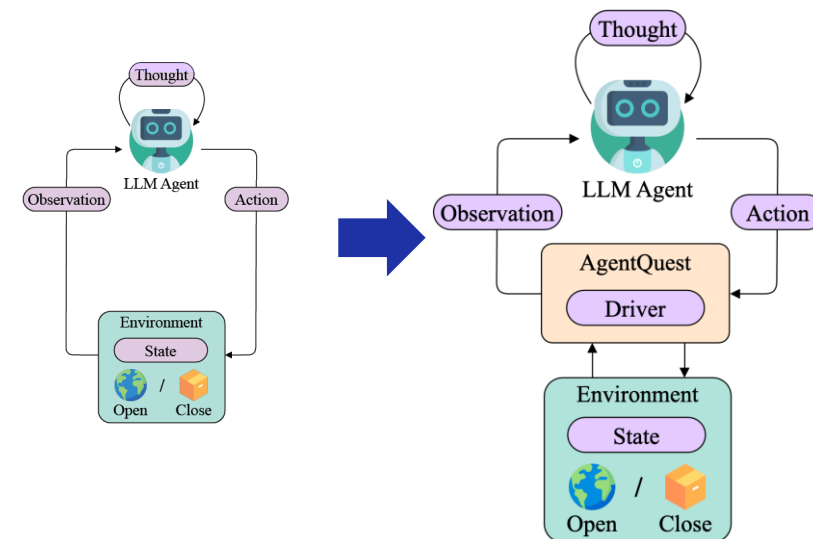 Thought
LLM Agent
Observation
Action
Environment
State
/
Open
Close
Thought
LLM Agent
Observation
Action
AgentQuest
Driver
Environment
State
/
Open
Close